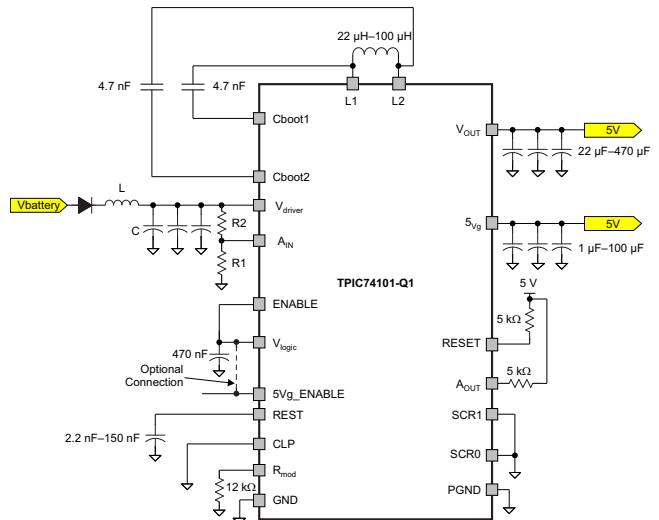 22 µH–100 µH
4.7 nF
4.7 nF
L1
L2
Cboot1
VOUT
5V
22 µF–470 µF
Cboot2
Vbattery
L
Vdriver
C
R2
AIN
R1
5Vg
5V
1 µF–100 µF
TPIC74101-Q1
5 V
5 kΩ
ENABLE
RESET
470 nF
Vlogic
Optional
Connection
5 kΩ
AOUT
5Vg_ENABLE
REST
SCR1
2.2 nF–150 nF
CLP
SCR0
Rmod
12 kΩ
GND
PGND